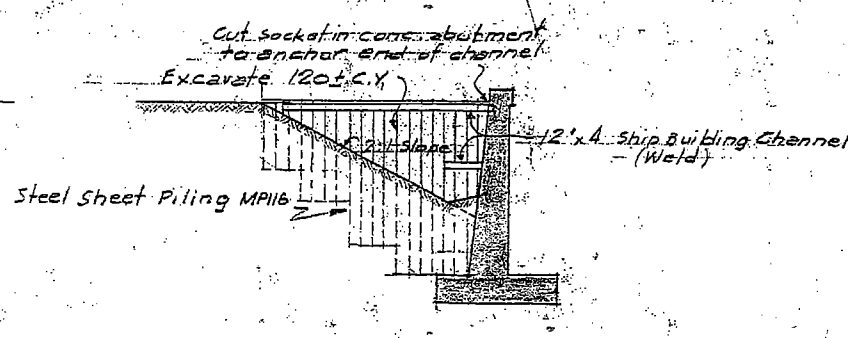 Cut socket in conc. abutment
to anchor end of channel
Excavate 120± C.Y.
2:1 Slope
12"x4 Ship Building Channel
(Weld)
Steel Sheet Piling MP116